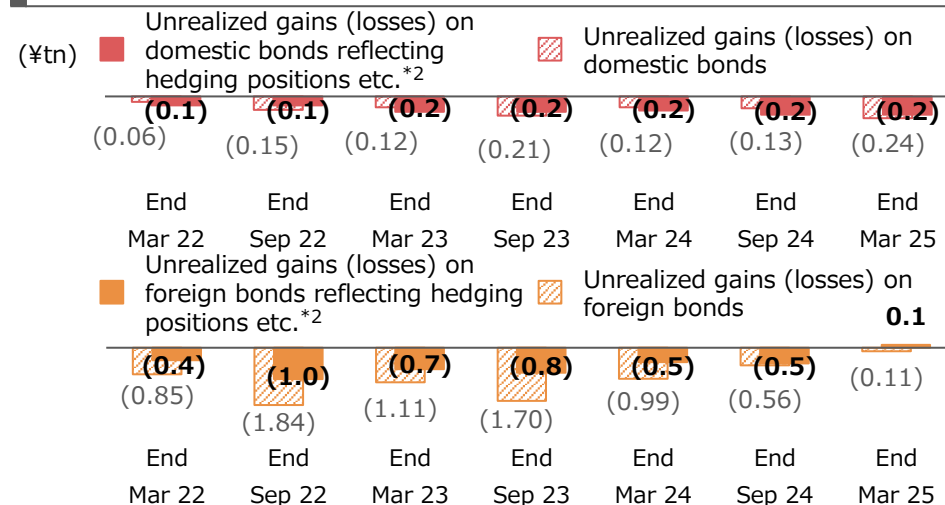 (¥tn)
Unrealized gains (losses) on
domestic bonds reflecting
hedging positions etc.*2
Unrealized gains (losses) on
domestic bonds
(0.1) (0.1) (0.2) (0.2) (0.2) (0.2) (0.2)
(0.06) (0.15) (0.12) (0.21) (0.12) (0.13) (0.24)
End End End End End End End
Mar 22 Sep 22 Mar 23 Sep 23 Mar 24 Sep 24 Mar 25
Unrealized gains (losses) on
foreign bonds reflecting hedging
positions etc.*2
Unrealized gains (losses) on
foreign bonds
0.1
(0.4) (1.0) (0.7) (0.8) (0.5) (0.5)
(0.85) (1.84) (1.11) (1.70) (0.99) (0.56) (0.11)
End End End End End End End
Mar 22 Sep 22 Mar 23 Sep 23 Mar 24 Sep 24 Mar 25